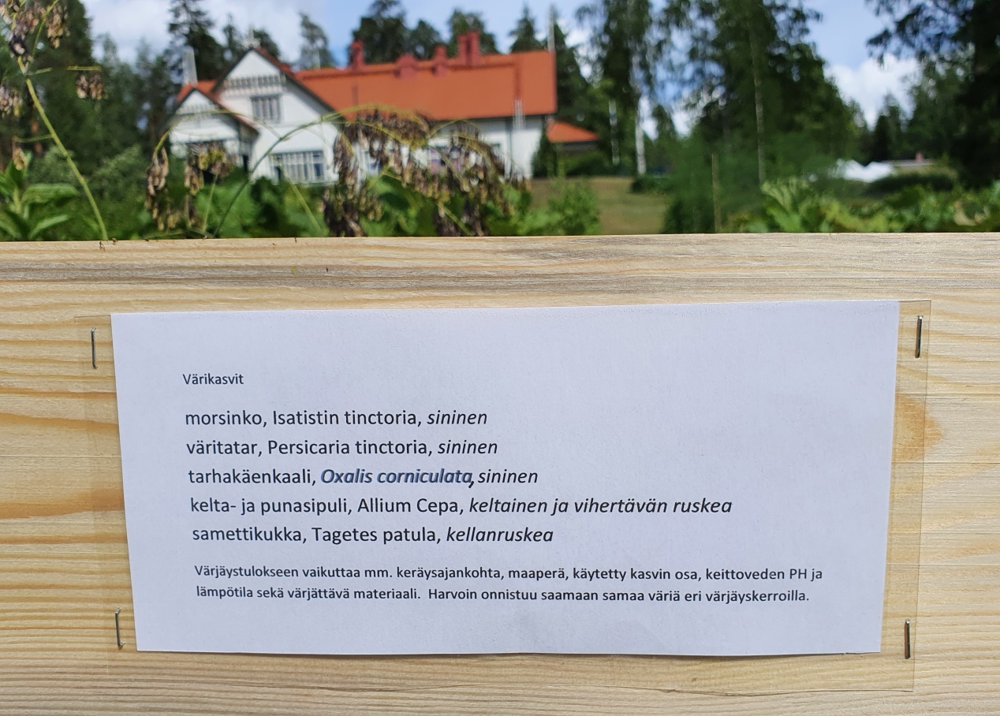 Värikasvit
morsinko, Isatistin tinctoria, sininen
väritatar, Persicaria tinctoria, sininen
tarhakäenkaali, Oxalis corniculata, sininen
kelta- ja punasipuli, Allium Cepa, keltainen ja vihertävän ruskea
samettikukka, Tagetes patula, kellanruskea
Värjäystulokseen vaikuttaa mm. keräysajankohta, maaperä, käytetty kasvin osa, keittoveden PH ja
lämpötila sekä värjättävä materiaali. Harvoin onnistuu saamaan samaa väriä eri värjäyskerroilla.